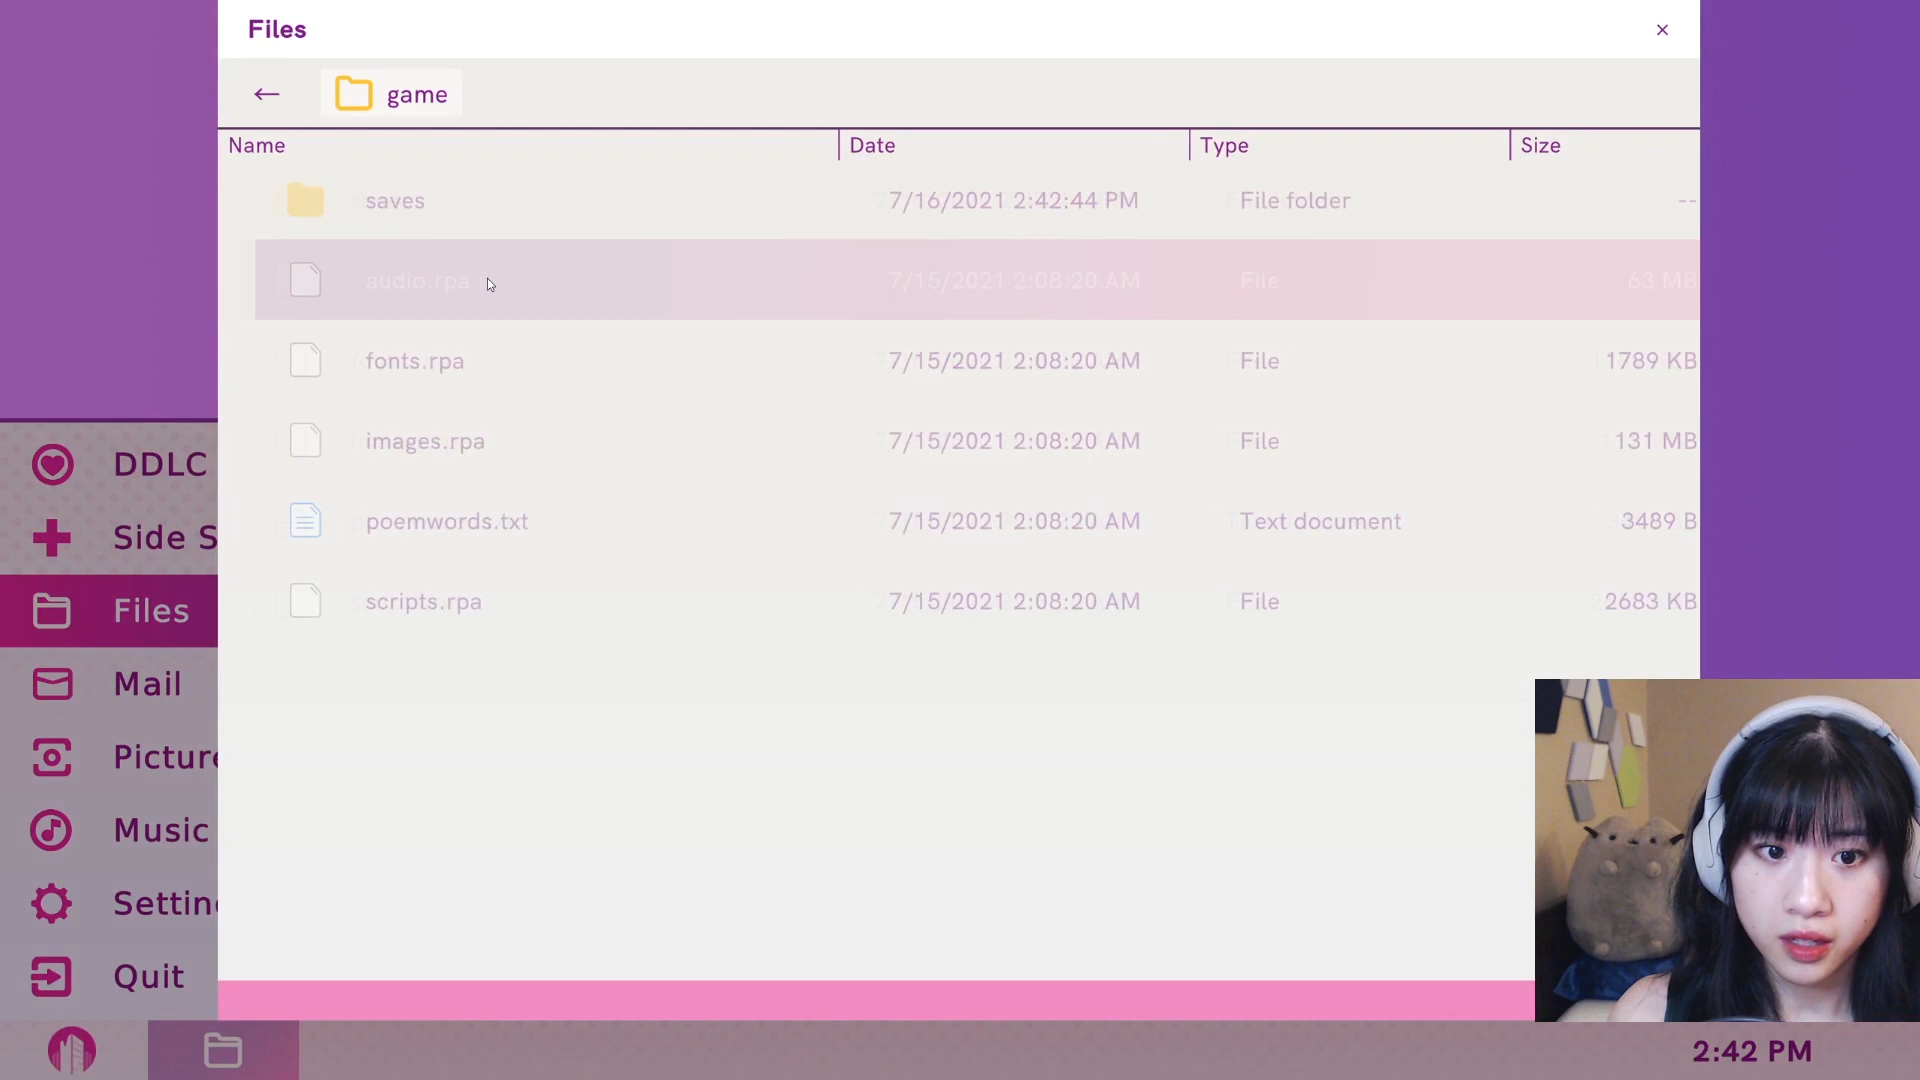 Files
×
← game
Name Date Type Size
saves 7/16/2021 2:42:44 PM File folder --
audio.rpa 7/15/2021 2:08:20 AM File 63 MB
fonts.rpa 7/15/2021 2:08:20 AM File 1789 KB
images.rpa 7/15/2021 2:08:20 AM File 131 MB
poemwords.txt 7/15/2021 2:08:20 AM Text document 3489 B
scripts.rpa 7/15/2021 2:08:20 AM File 2683 KB
DDLC
Side S
Files
Mail
Picture
Music
Settin
Quit
2:42 PM